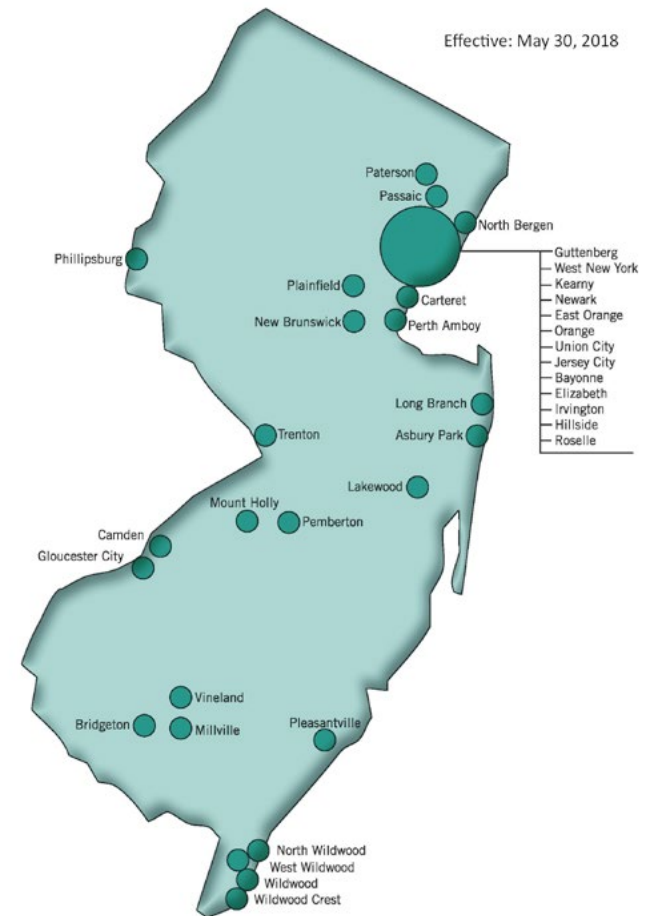 Effective: May 30, 2018
Paterson
Passaic
North Bergen
Phillipsburg
Guttenberg
West New York
Kearny
Newark
East Orange
Orange
Union City
Jersey City
Bayonne
Elizabeth
Irvington
Hillside
Roselle
Plainfield
Carteret
New Brunswick
Perth Amboy
Long Branch
Trenton
Asbury Park
Lakewood
Mount Holly
Pemberton
Camden
Gloucester City
Vineland
Bridgeton
Millville
Pleasantville
North Wildwood
West Wildwood
Wildwood
Wildwood Crest